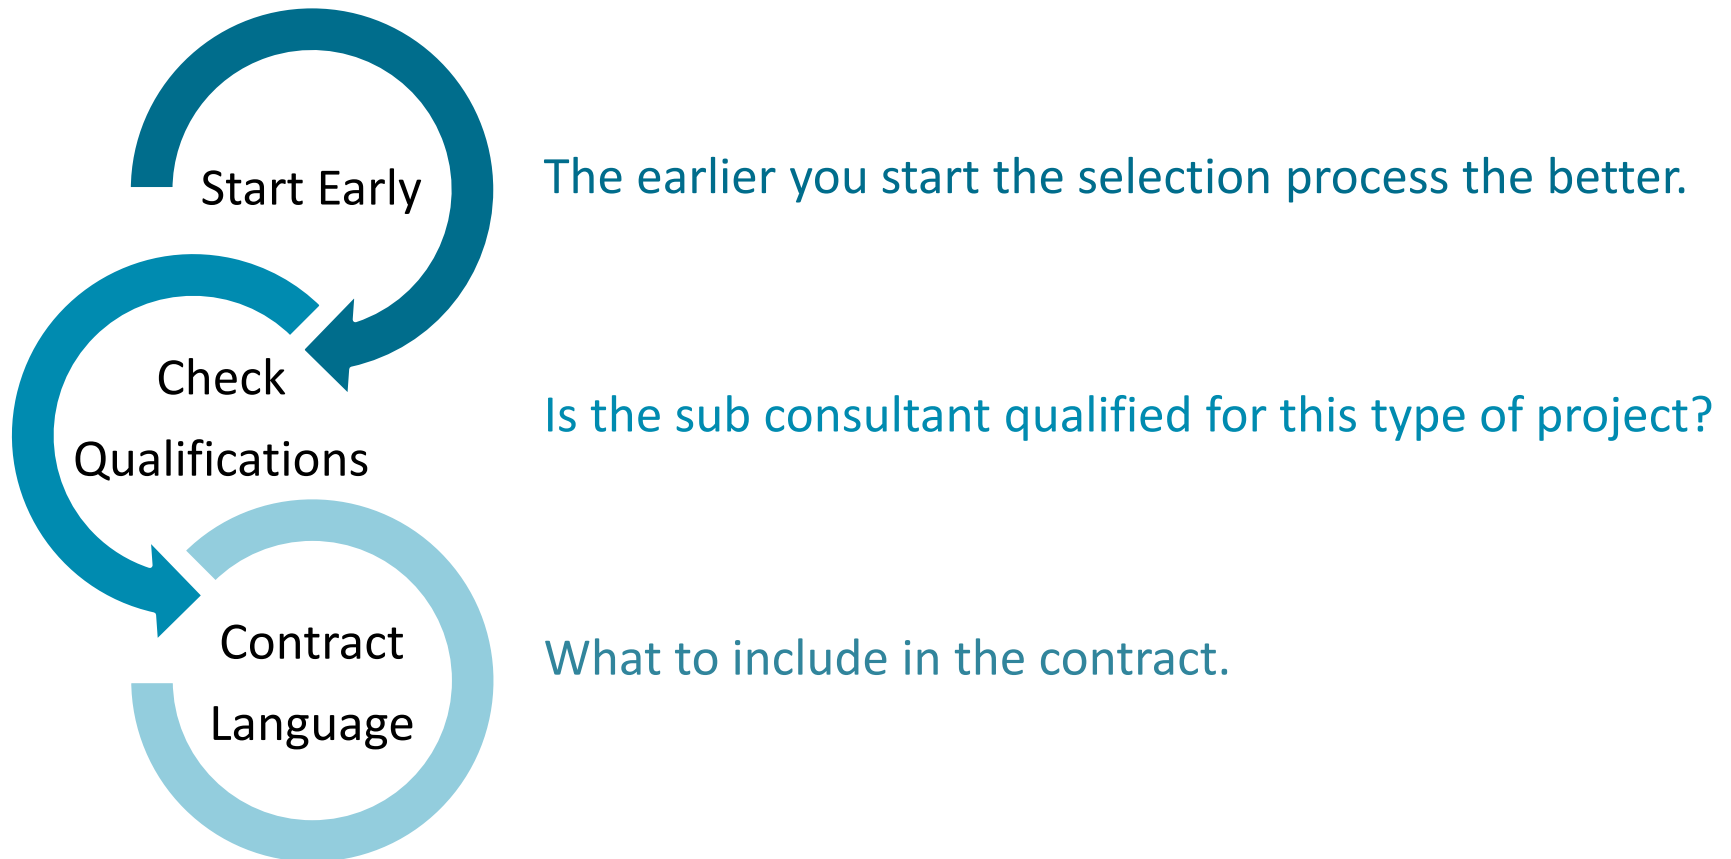 Start Early
The earlier you start the selection process the better.
Check
Qualifications
Is the sub consultant qualified for this type of project?
Contract
Language
What to include in the contract.